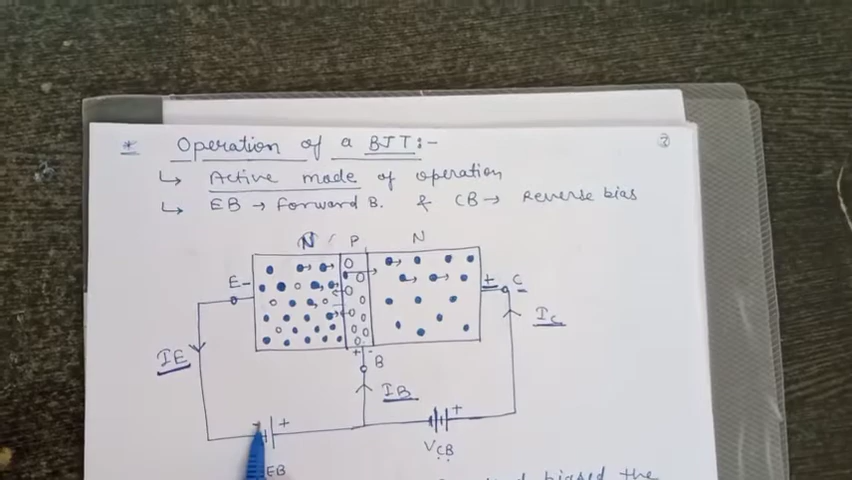 * Operation of a BJT:- 2
↳ Active mode of operation
↳ EB → Forward B. & CB → Reverse bias
N P N
E -
+ C
IE
+ -
B
IC
IB
- +
+
EB
VCB
biased the